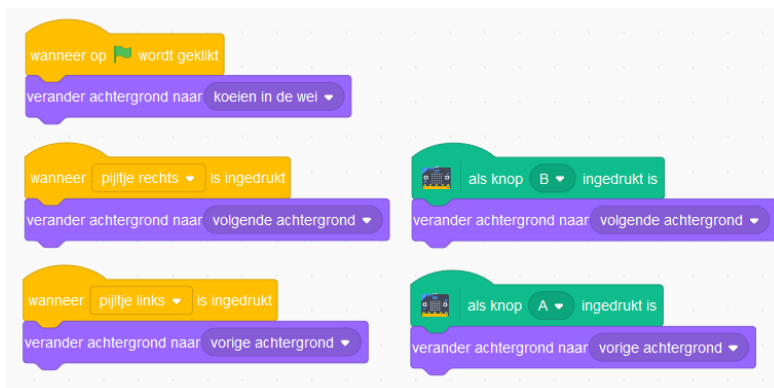 wanneer op wordt geklikt
verander achtergrond naar koeien in de wei
wanneer pijltje rechts is ingedrukt
verander achtergrond naar volgende achtergrond
als knop B ingedrukt is
verander achtergrond naar volgende achtergrond
wanneer pijltje links is ingedrukt
verander achtergrond naar vorige achtergrond
als knop A ingedrukt is
verander achtergrond naar vorige achtergrond